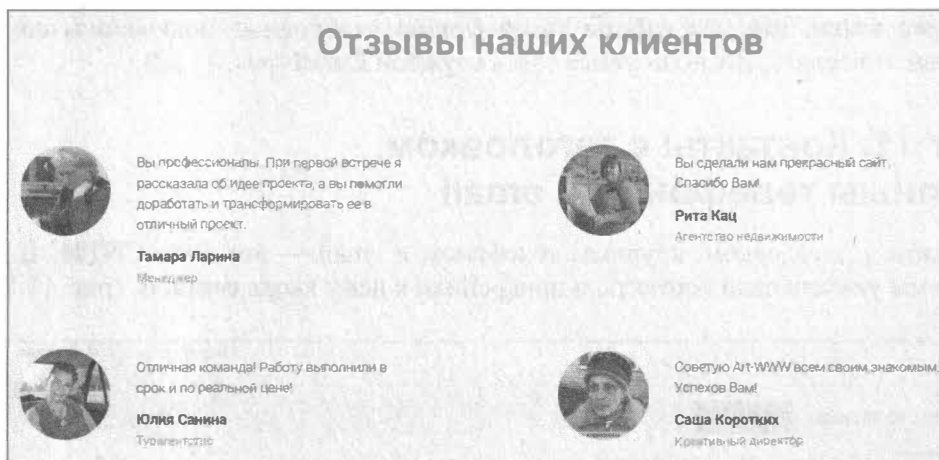 Отзывы наших клиентов
Вы профессионалы. При первой встрече я
рассказала об идее проекта, а вы помогли
доработать и трансформировать ее в
отличный проект.
Тамара Ларина
Менеджер
Вы сделали нам прекрасный сайт.
Спасибо Вам!
Рита Кац
Агентство недвижимости
Отличная команда! Работу выполнили в
срок и по реальной цене!
Юлия Санина
Турагентство
Советую Art-WWW всем своим знакомым.
Успехов Вам!
Саша Коротких
Креативный директор